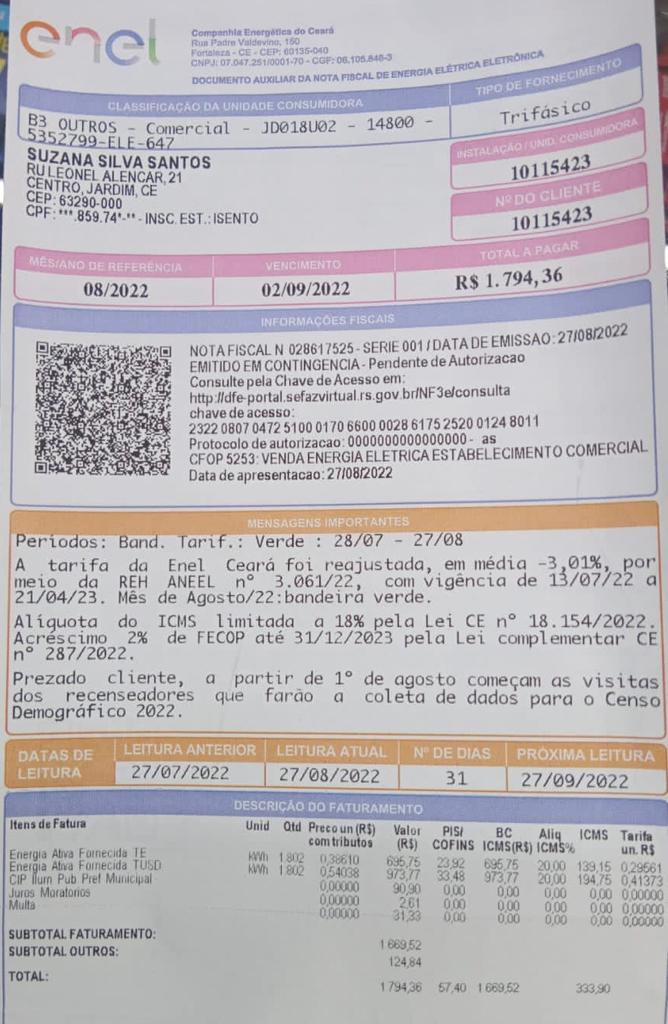 enel
Companhia Energética do Ceará
Rua Padre Valdevino, 150
Fortaleza - CE - CEP: 60135-040
CNPJ: 07.047.251/0001-70 - CGF: 06.105.848-3
DOCUMENTO AUXILIAR DA NOTA FISCAL DE ENERGIA ELÉTRICA ELETRÔNICA
CLASSIFICAÇÃO DA UNIDADE CONSUMIDORA
B3 OUTROS - Comercial - JD018U02 - 14800 -
5352799-ELE-647
TIPO DE FORNECIMENTO
Trifásico
SUZANA SILVA SANTOS
RU LEONEL ALENCAR, 21
CENTRO, JARDIM, CE
CEP: 63290-000
CPF: ***.859.74*-** - INSC. EST.: ISENTO
INSTALAÇÃO / UNID. CONSUMIDORA
10115423
Nº DO CLIENTE
10115423
MÊS/ANO DE REFERÊNCIA VENCIMENTO TOTAL A PAGAR
08/2022 02/09/2022 R$ 1.794,36
INFORMAÇÕES FISCAIS
NOTA FISCAL N 028617525 - SERIE 001 / DATA DE EMISSAO: 27/08/2022
EMITIDO EM CONTINGENCIA - Pendente de Autorizacao
Consulte pela Chave de Acesso em:
http://dfe-portal.sefazvirtual.rs.gov.br/NF3e/consulta
chave de acesso:
2322 0807 0472 5100 0170 6600 0028 6175 2520 0124 8011
Protocolo de autorizacao: 0000000000000000 - as
CFOP 5253: VENDA ENERGIA ELETRICA ESTABELECIMENTO COMERCIAL
Data de apresentacao: 27/08/2022
MENSAGENS IMPORTANTES
Periodos: Band. Tarif.: Verde : 28/07 - 27/08
A tarifa da Enel Ceará foi reajustada, em média -3,01%, por
meio da REH ANEEL nº 3.061/22, com vigência de 13/07/22 a
21/04/23. Mês de Agosto/22:bandeira verde.
Alíquota do ICMS limitada a 18% pela Lei CE nº 18.154/2022.
Acréscimo 2% de FECOP até 31/12/2023 pela Lei complementar CE
nº 287/2022.
Prezado cliente, a partir de 1º de agosto começam as visitas
dos recenseadores que farão a coleta de dados para o Censo
Demográfico 2022.
DATAS DE LEITURA
LEITURA ANTERIOR LEITURA ATUAL Nº DE DIAS PRÓXIMA LEITURA
27/07/2022 27/08/2022 31 27/09/2022
DESCRIÇÃO DO FATURAMENTO
Itens de Fatura Unid Qtd Preco un (R$) com tributos Valor (R$) PIS/ COFINS BC ICMS(R$) Aliq ICMS% ICMS Tarifa un. R$
Energia Ativa Fornecida TE kWh 1.802 0,38610 695,75 23,92 695,75 20,00 139,15 0,29561
Energia Ativa Fornecida TUSD kWh 1.802 0,54038 973,77 33,48 973,77 20,00 194,75 0,41373
CIP Ilum Pub Pref Municipal 0,00000 90,90 0,00 0,00 0,00 0,00 0,00000
Juros Moratorios 0,00000 2,61 0,00 0,00 0,00 0,00 0,00000
Multa 0,00000 31,33 0,00 0,00 0,00 0,00 0,00000
SUBTOTAL FATURAMENTO: 1.669,52
SUBTOTAL OUTROS: 124,84
TOTAL: 1.794,36 57,40 1.669,52 333,90